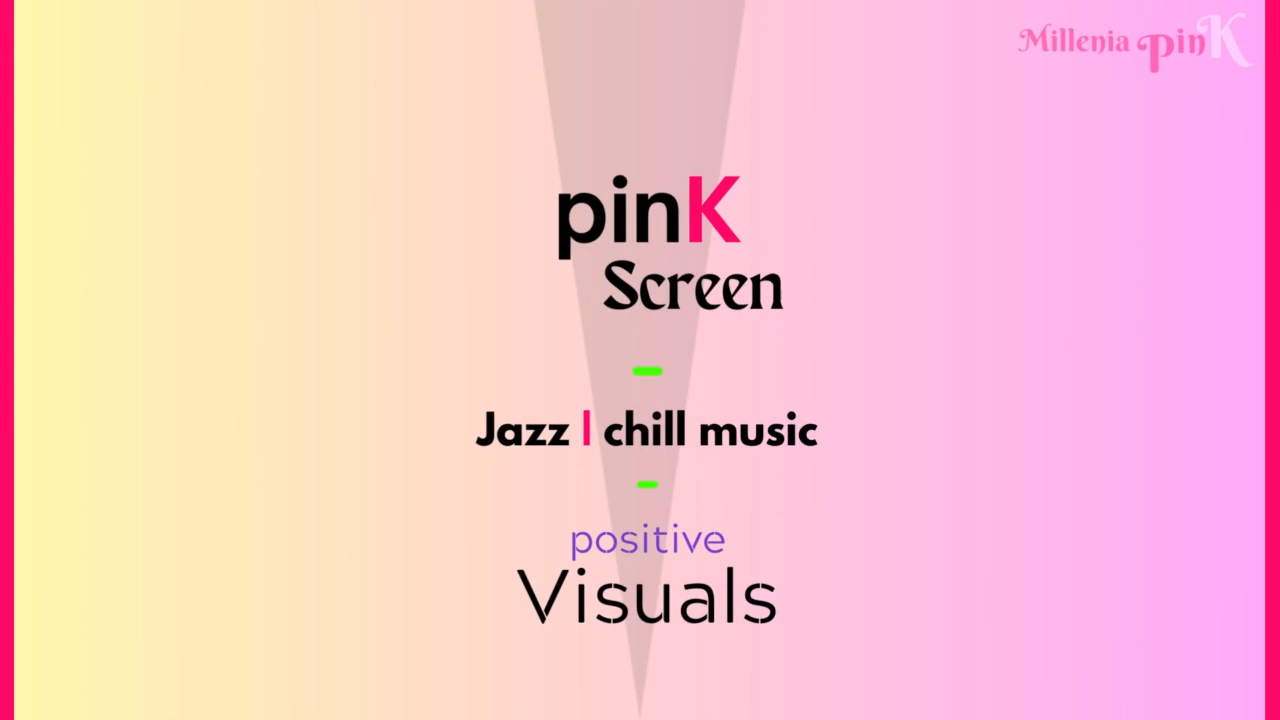 Millenia pinK
pinK
Screen
Jazz | chill music
positive
Visuals